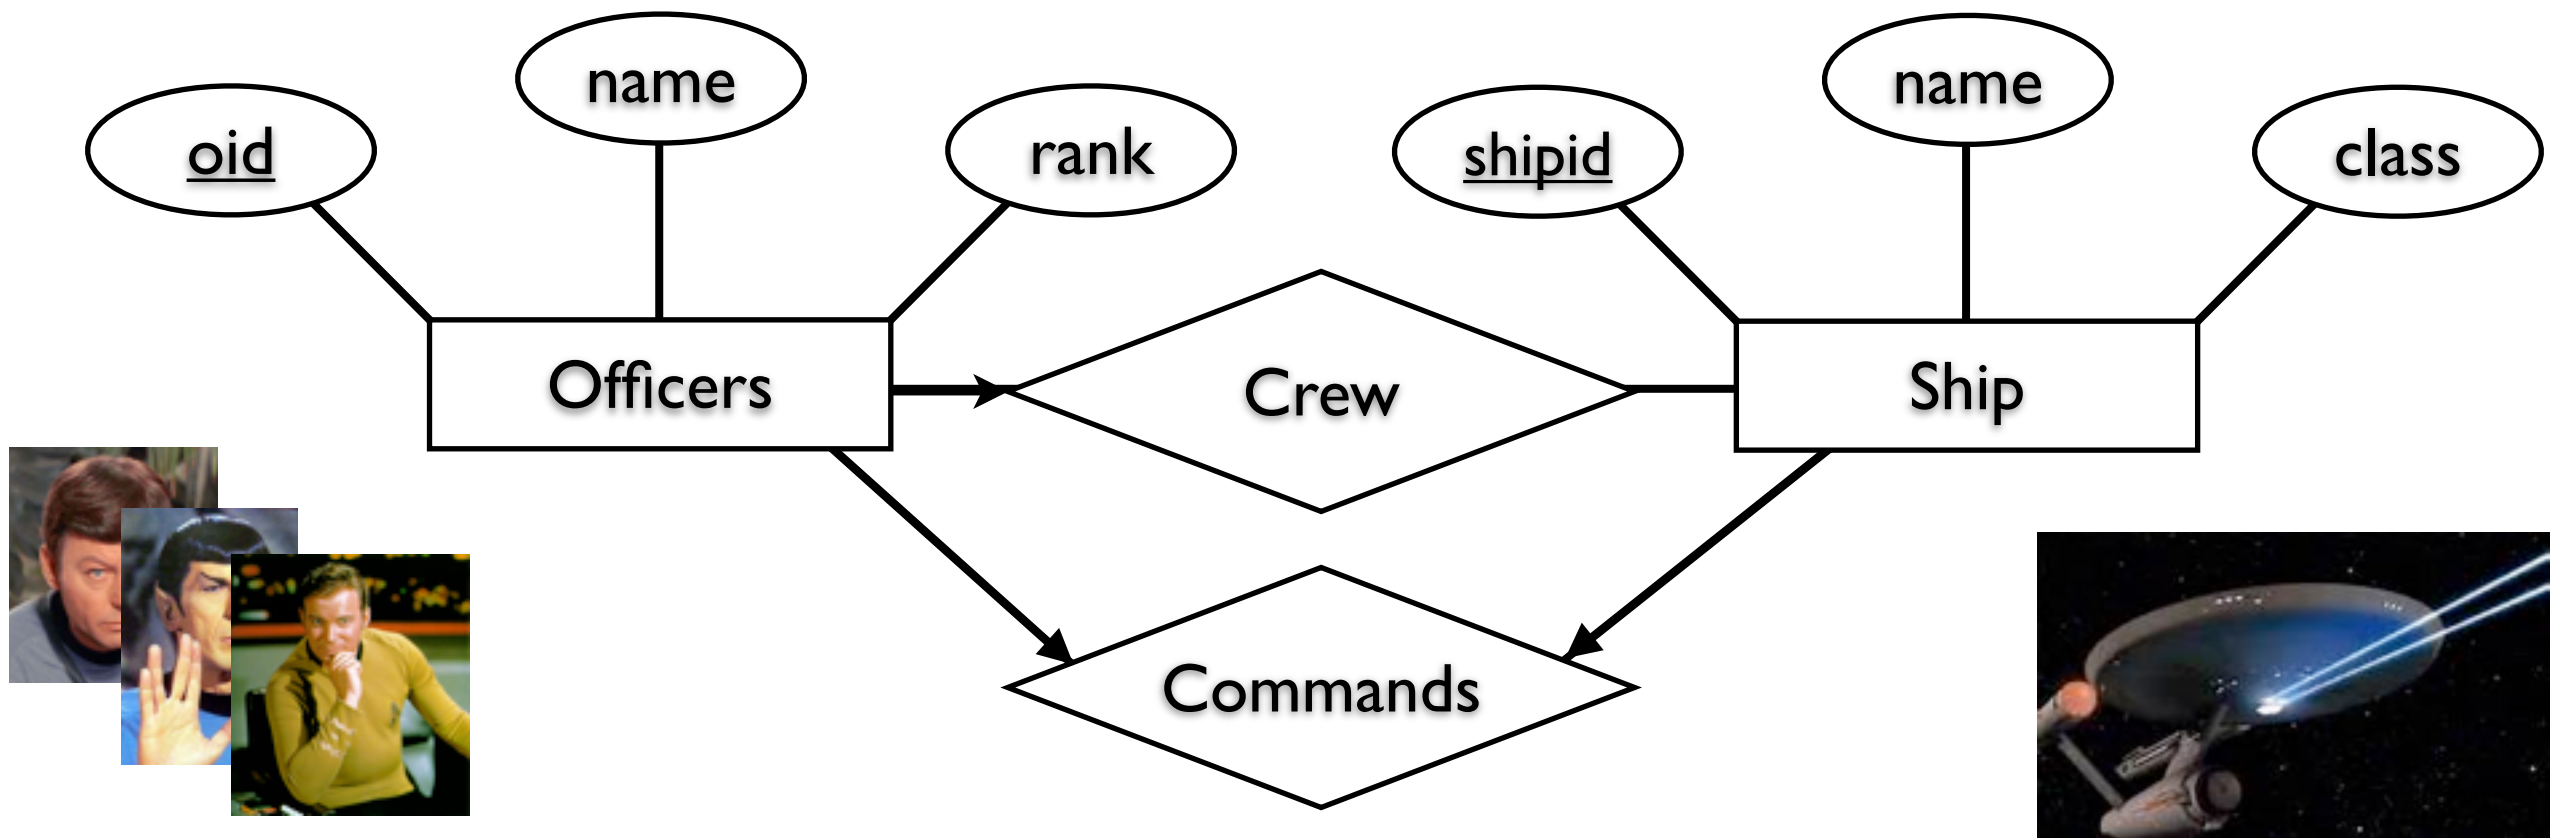 oid
name
rank
shipid
name
class
Officers
Crew
Ship
Commands